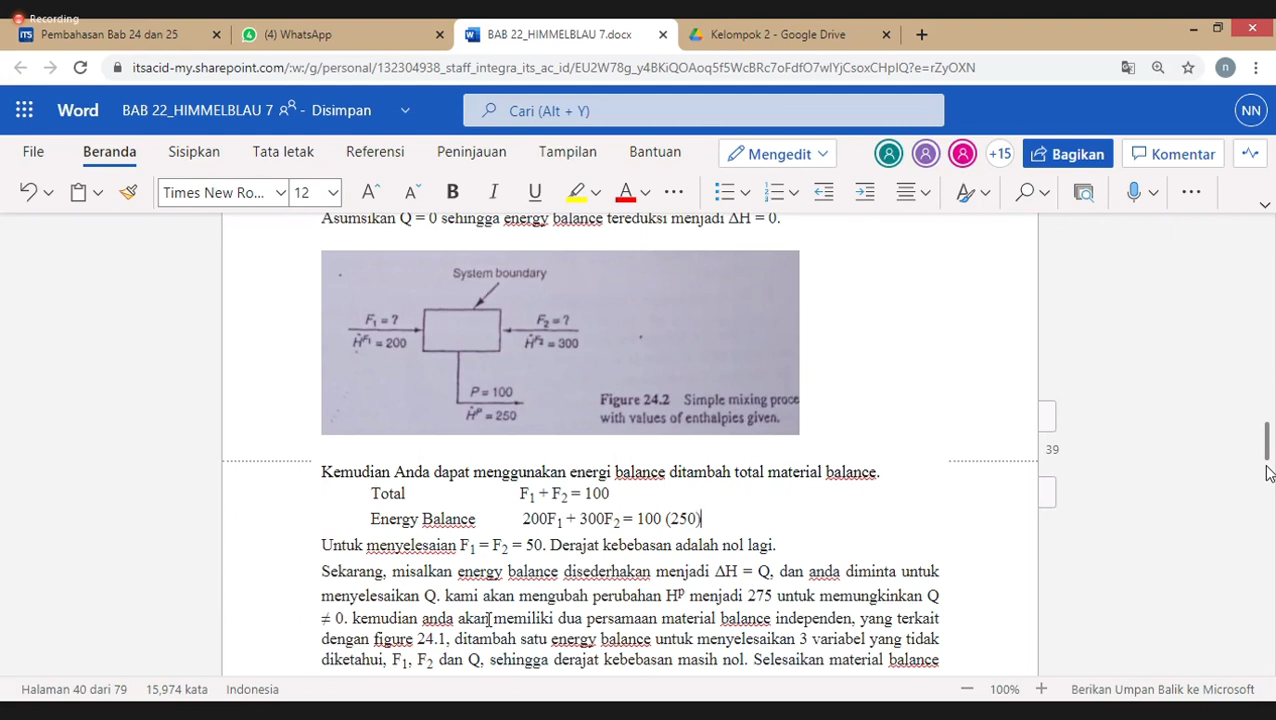 Recording
Pembahasan Bab 24 dan 25
(4) WhatsApp
BAB 22_HIMMELBLAU 7.docx
Kelompok 2 - Google Drive
itsacid-my.sharepoint.com/:w:/g/personal/132304938_staff_integra_its_ac_id/EU2W78g_y4BKiQOAoq5f5WcBRc7oFdfO7wIYjCsoxCHpIQ?e=rZyOXN
n
Word
BAB 22_HIMMELBLAU 7 - Disimpan
Cari (Alt + Y)
NN
File
Beranda
Sisipkan
Tata letak
Referensi
Peninjauan
Tampilan
Bantuan
Mengedit
+15
Bagikan
Komentar
Times New Ro...
12
Asumsikan Q = 0 sehingga energy balance tereduksi menjadi ΔH = 0.
System boundary
F1 = ?
F2 = ?
ĤF1 = 200
ĤF2 = 300
P = 100
ĤP = 250
Figure 24.2 Simple mixing proce
with values of enthalpies given.
39
Kemudian Anda dapat menggunakan energi balance ditambah total material balance.
Total F1 + F2 = 100
Energy Balance 200F1 + 300F2 = 100 (250)
Untuk menyelesaian F1 = F2 = 50. Derajat kebebasan adalah nol lagi.
Sekarang, misalkan energy balance disederhakan menjadi ΔH = Q, dan anda diminta untuk
menyelesaikan Q. kami akan mengubah perubahan Hp menjadi 275 untuk memungkinkan Q
≠ 0. kemudian anda akan memiliki dua persamaan material balance independen, yang terkait
dengan figure 24.1, ditambah satu energy balance untuk menyelesaikan 3 variabel yang tidak
diketahui, F1, F2 dan Q, sehingga derajat kebebasan masih nol. Selesaikan material balance
Halaman 40 dari 79
15,974 kata
Indonesia
100%
Berikan Umpan Balik ke Microsoft